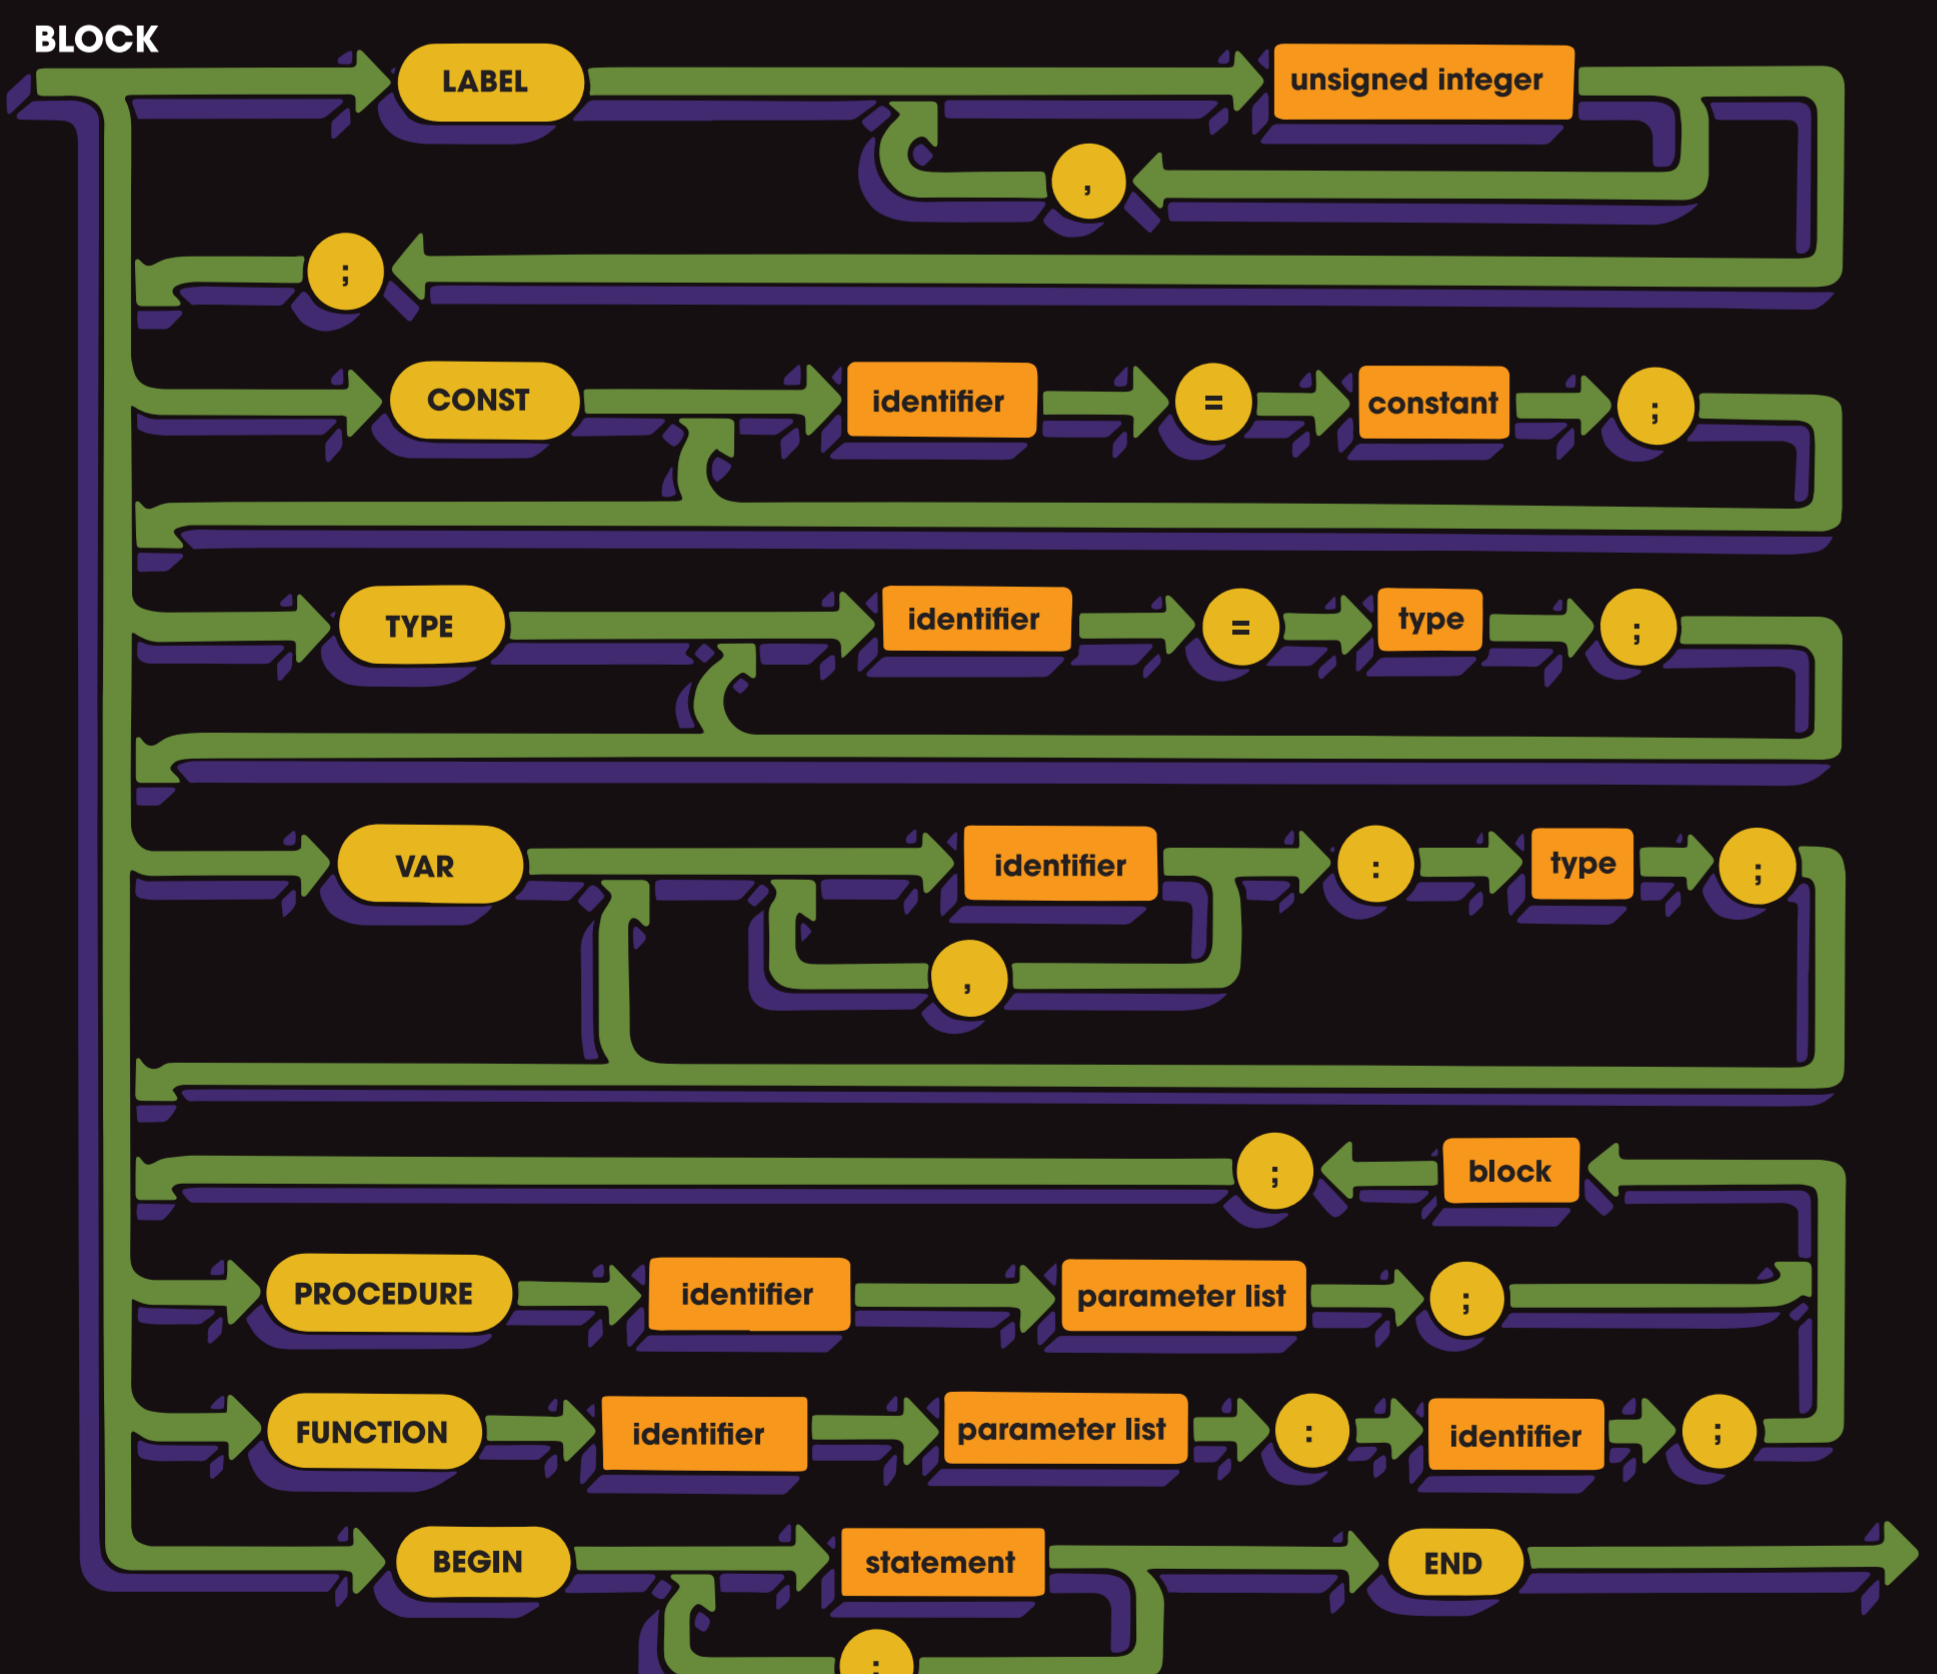 BLOCK
LABEL unsigned integer
,
;
CONST identifier = constant ;
TYPE identifier = type ;
VAR identifier : type ;
,
; block
PROCEDURE identifier parameter list ;
FUNCTION identifier parameter list : identifier ;
BEGIN statement END